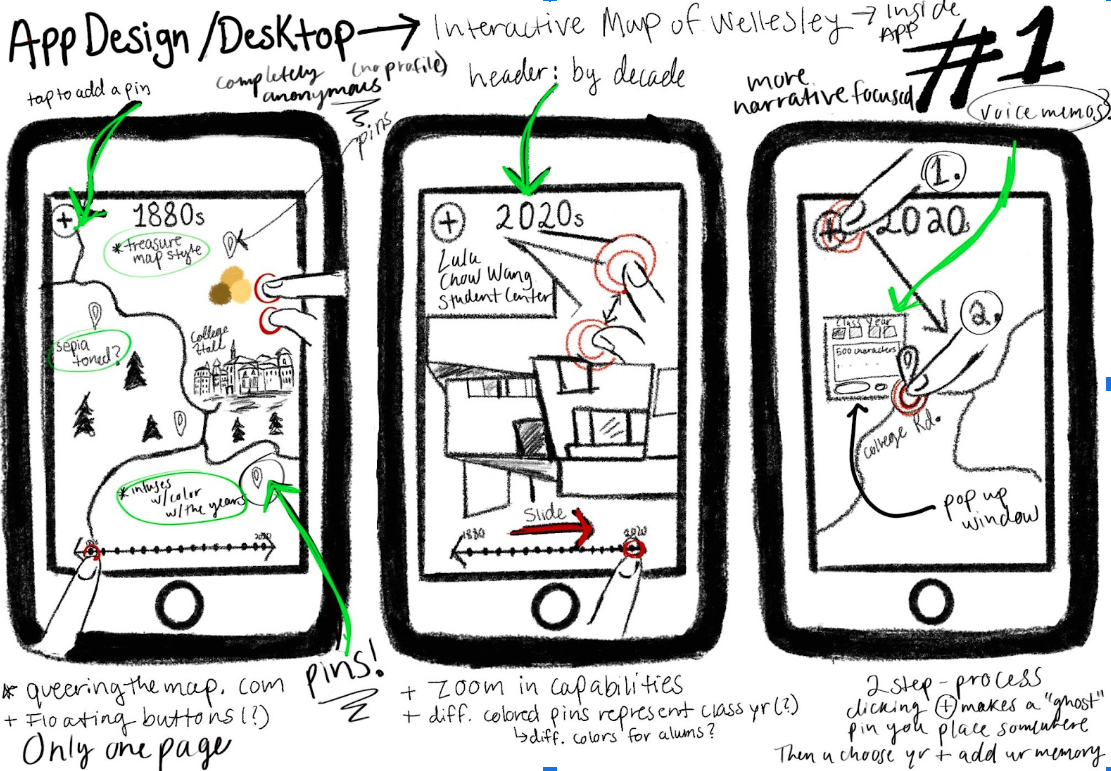 App Design/Desktop → Interactive Map of Wellesley → Inside APP
#1
tap to add a pin
completely (no profile)
anonymous
pins
header: by decade
more
narrative focused
voice memos?
1880s
* treasure
map style
sepia
toned?
College
Hall
* infuses
w/color
w/the years
2020
pins!
2020s
Lulu
Chow Wang
Student Center
Slide
1880
2020
1.
2020s
2.
Class Year
500 characters
College Rd.
pop up
window
* queeringthemap.com
+ Floating buttons(?)
Only one page
+ Zoom in capabilities
+ diff. colored pins represent class yr(?)
↳ diff. colors for alums?
2 step-process
clicking + makes a "ghost"
pin you place somewhere
Then u choose yr + add ur memory